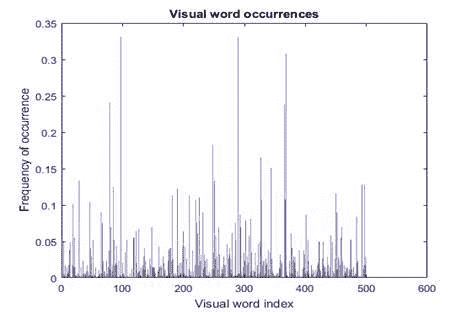 Visual word occurrences
0.35
0.3
0.25
0.2
0.15
0.1
0.05
0
Frequency of occurrence
0 100 200 300 400 500 600
Visual word index